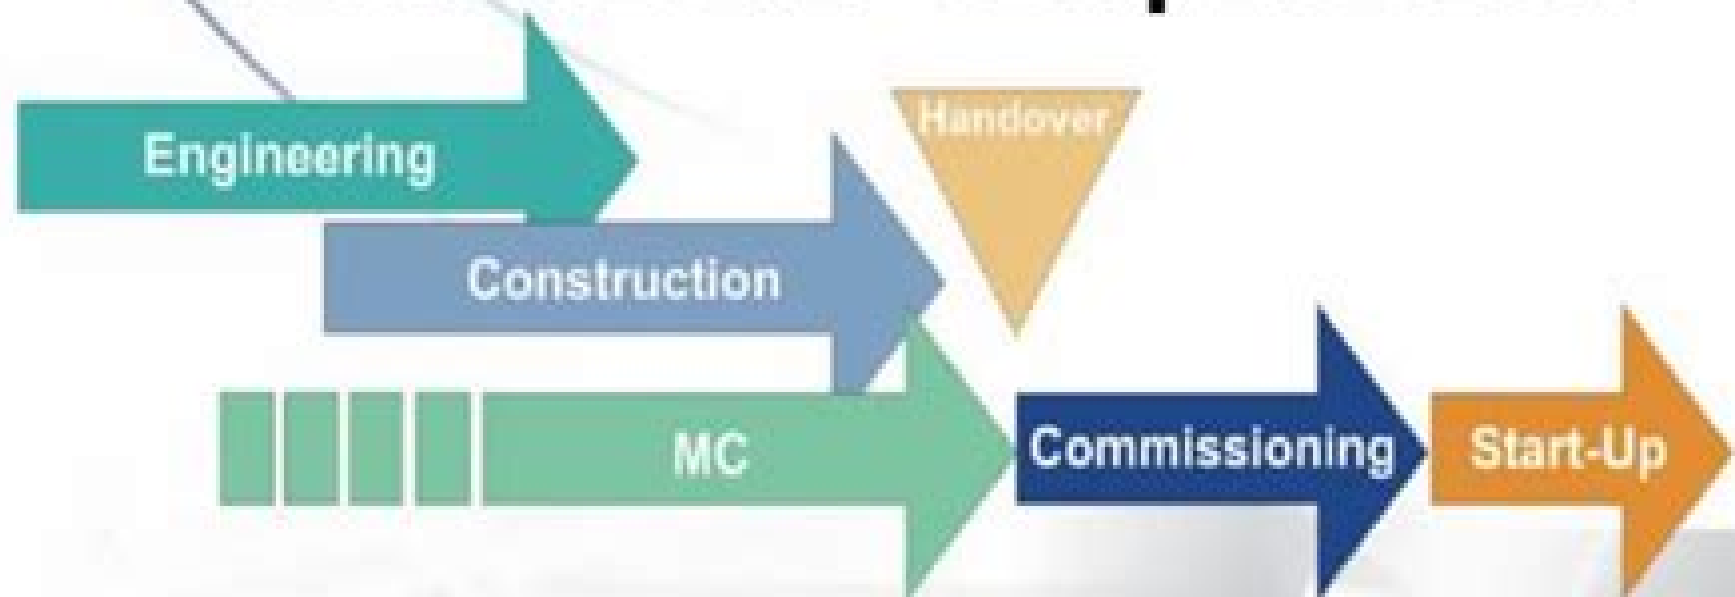 Engineering
Handover
Construction
MC
Commissioning
Start-Up